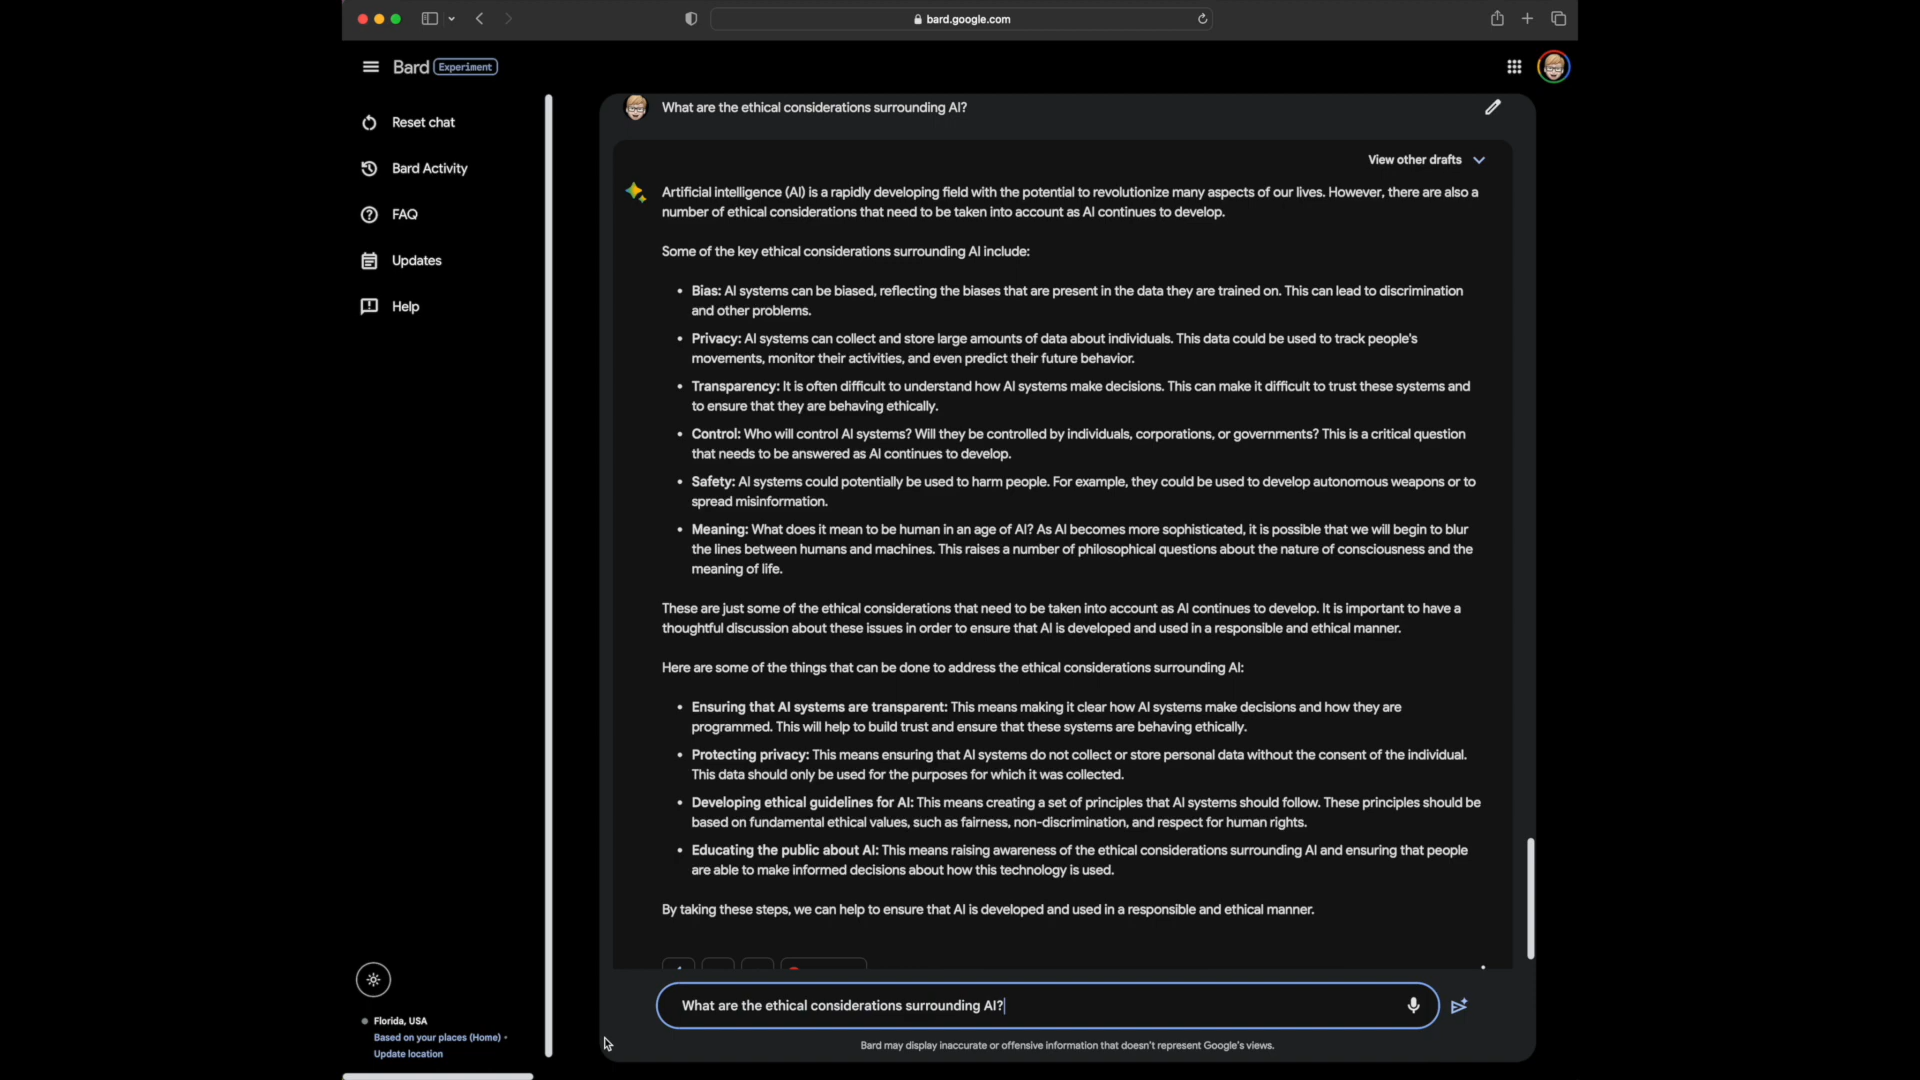 bard.google.com
Bard Experiment
Reset chat
Bard Activity
FAQ
Updates
Help
What are the ethical considerations surrounding AI?
View other drafts
Artificial intelligence (AI) is a rapidly developing field with the potential to revolutionize many aspects of our lives. However, there are also a
number of ethical considerations that need to be taken into account as AI continues to develop.
Some of the key ethical considerations surrounding AI include:
• Bias: AI systems can be biased, reflecting the biases that are present in the data they are trained on. This can lead to discrimination
and other problems.
• Privacy: AI systems can collect and store large amounts of data about individuals. This data could be used to track people's
movements, monitor their activities, and even predict their future behavior.
• Transparency: It is often difficult to understand how AI systems make decisions. This can make it difficult to trust these systems and
to ensure that they are behaving ethically.
• Control: Who will control AI systems? Will they be controlled by individuals, corporations, or governments? This is a critical question
that needs to be answered as AI continues to develop.
• Safety: AI systems could potentially be used to harm people. For example, they could be used to develop autonomous weapons or to
spread misinformation.
• Meaning: What does it mean to be human in an age of AI? As AI becomes more sophisticated, it is possible that we will begin to blur
the lines between humans and machines. This raises a number of philosophical questions about the nature of consciousness and the
meaning of life.
These are just some of the ethical considerations that need to be taken into account as AI continues to develop. It is important to have a
thoughtful discussion about these issues in order to ensure that AI is developed and used in a responsible and ethical manner.
Here are some of the things that can be done to address the ethical considerations surrounding AI:
• Ensuring that AI systems are transparent: This means making it clear how AI systems make decisions and how they are
programmed. This will help to build trust and ensure that these systems are behaving ethically.
• Protecting privacy: This means ensuring that AI systems do not collect or store personal data without the consent of the individual.
This data should only be used for the purposes for which it was collected.
• Developing ethical guidelines for AI: This means creating a set of principles that AI systems should follow. These principles should be
based on fundamental ethical values, such as fairness, non-discrimination, and respect for human rights.
• Educating the public about AI: This means raising awareness of the ethical considerations surrounding AI and ensuring that people
are able to make informed decisions about how this technology is used.
By taking these steps, we can help to ensure that AI is developed and used in a responsible and ethical manner.
What are the ethical considerations surrounding AI?
Bard may display inaccurate or offensive information that doesn't represent Google's views.
Florida, USA
Based on your places (Home) •
Update location